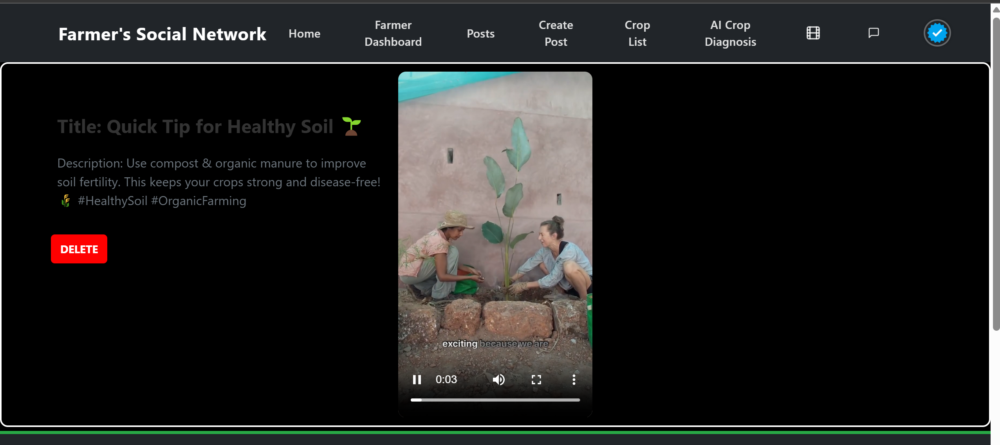 Farmer's Social Network
Home
Farmer
Dashboard
Posts
Create
Post
Crop
List
AI Crop
Diagnosis
Title: Quick Tip for Healthy Soil 🌱
Description: Use compost & organic manure to improve
soil fertility. This keeps your crops strong and disease-free!
🌾 #HealthySoil #OrganicFarming
DELETE
exciting because we are
0:03